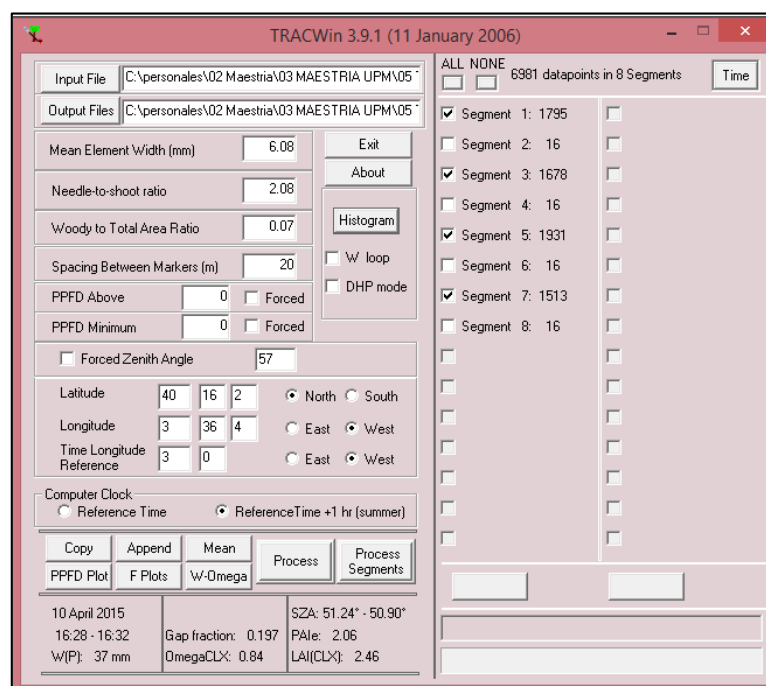 TRACWin 3.9.1 (11 January 2006)
Input File C:\personales\02 Maestria\03 MAESTRIA UPM\05
Output Files C:\personales\02 Maestria\03 MAESTRIA UPM\05
Mean Element Width (mm) 6.08
Needle-to-shoot ratio 2.08
Woody to Total Area Ratio 0.07
Spacing Between Markers (m) 20
PPFD Above 0 Forced
PPFD Minimum 0 Forced
Exit
About
Histogram
W loop
DHP mode
Forced Zenith Angle 57
Latitude 40 16 2 North South
Longitude 3 36 4 East West
Time Longitude Reference 3 0 East West
Computer Clock
Reference Time ReferenceTime +1 hr (summer)
Copy Append Mean Process Process Segments
PPFD Plot F Plots W-Omega
10 April 2015 SZA: 51.24° - 50.90°
16:28 - 16:32 Gap fraction: 0.197 PAIe: 2.06
W(P): 37 mm OmegaCLX: 0.84 LAI(CLX): 2.46
ALL NONE 6981 datapoints in 8 Segments Time
Segment 1: 1795
Segment 2: 16
Segment 3: 1678
Segment 4: 16
Segment 5: 1931
Segment 6: 16
Segment 7: 1513
Segment 8: 16